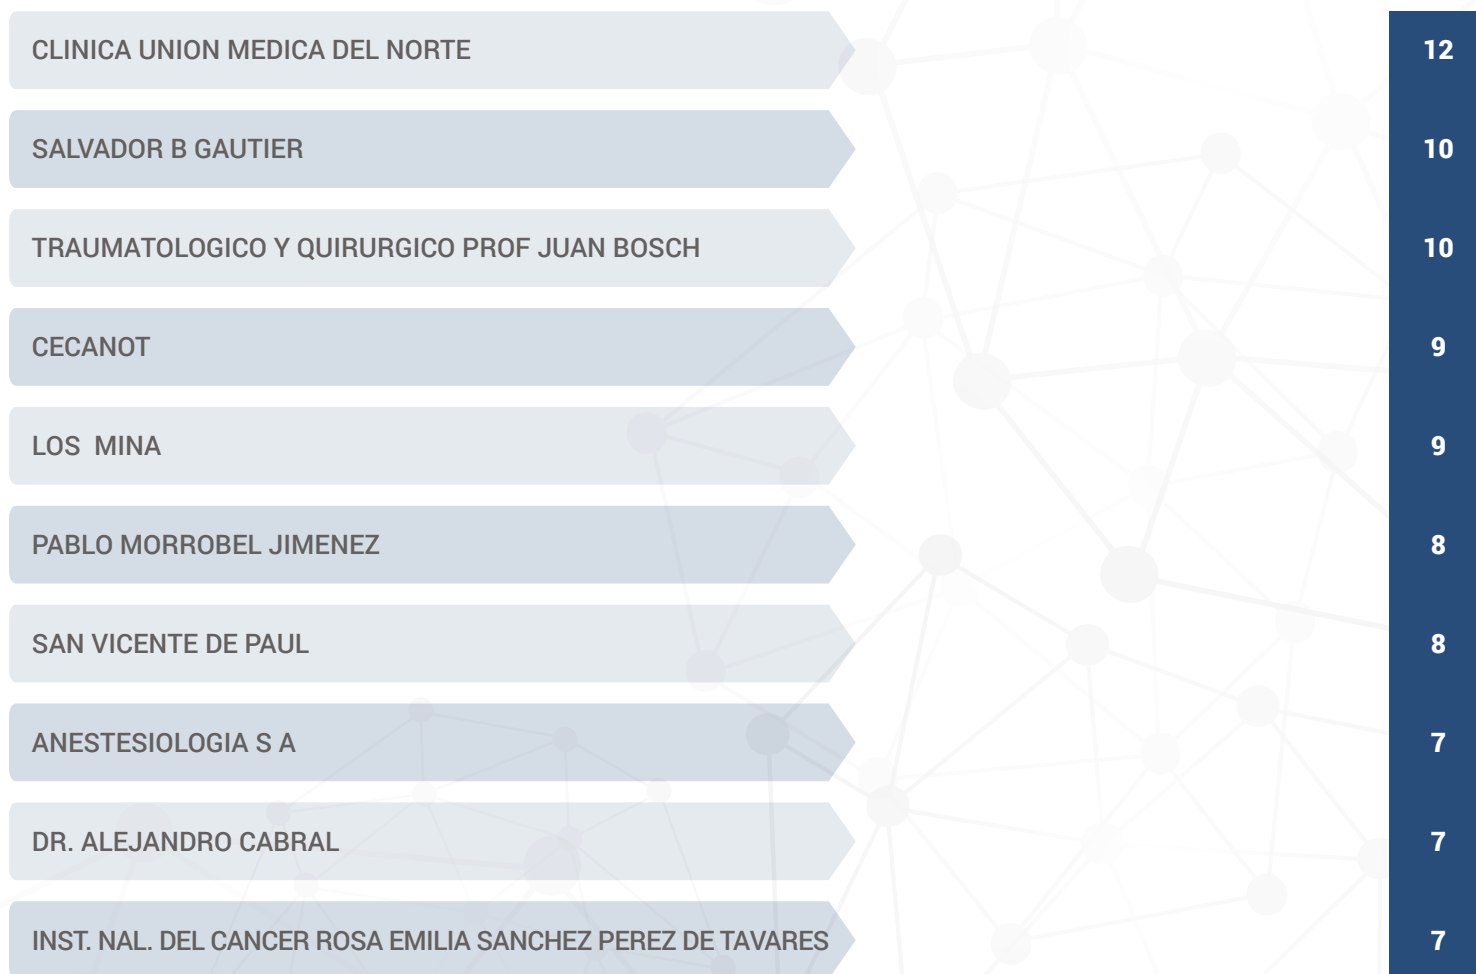 CLINICA UNION MEDICA DEL NORTE 12
SALVADOR B GAUTIER 10
TRAUMATOLOGICO Y QUIRURGICO PROF JUAN BOSCH 10
CECANOT 9
LOS  MINA 9
PABLO MORROBEL JIMENEZ 8
SAN VICENTE DE PAUL 8
ANESTESIOLOGIA S A 7
DR. ALEJANDRO CABRAL 7
INST. NAL. DEL CANCER ROSA EMILIA SANCHEZ PEREZ DE TAVARES 7